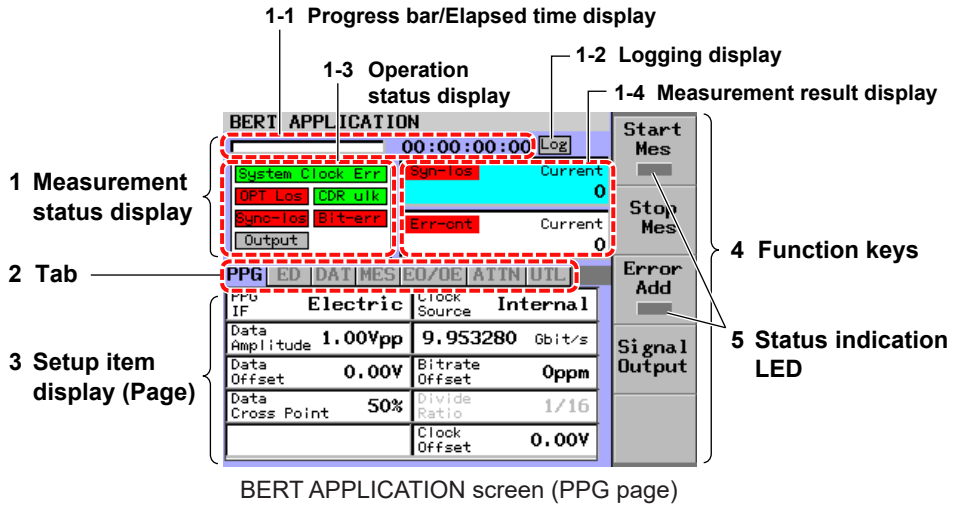 1-1 Progress bar/Elapsed time display
1-2 Logging display
1-3 Operation status display
1-4 Measurement result display
BERT APPLICATION
00:00:00:00 Log
System Clock Err
OPT Los CDR ulk
Sync-los Bit-err
Output
Syn-los Current
0
Err-cnt Current
0
1 Measurement status display
2 Tab
PPG ED DAT MES EO/OE ATTN UTL
3 Setup item display (Page)
PPG IF Electric Clock Source Internal
Data Amplitude 1.00Vpp 9.953280 Gbit/s
Data Offset 0.00V Bitrate Offset 0ppm
Data Cross Point 50% Divide Ratio 1/16
Clock Offset 0.00V
Start Mes
Stop Mes
Error Add
Signal Output
4 Function keys
5 Status indication LED
BERT APPLICATION screen (PPG page)